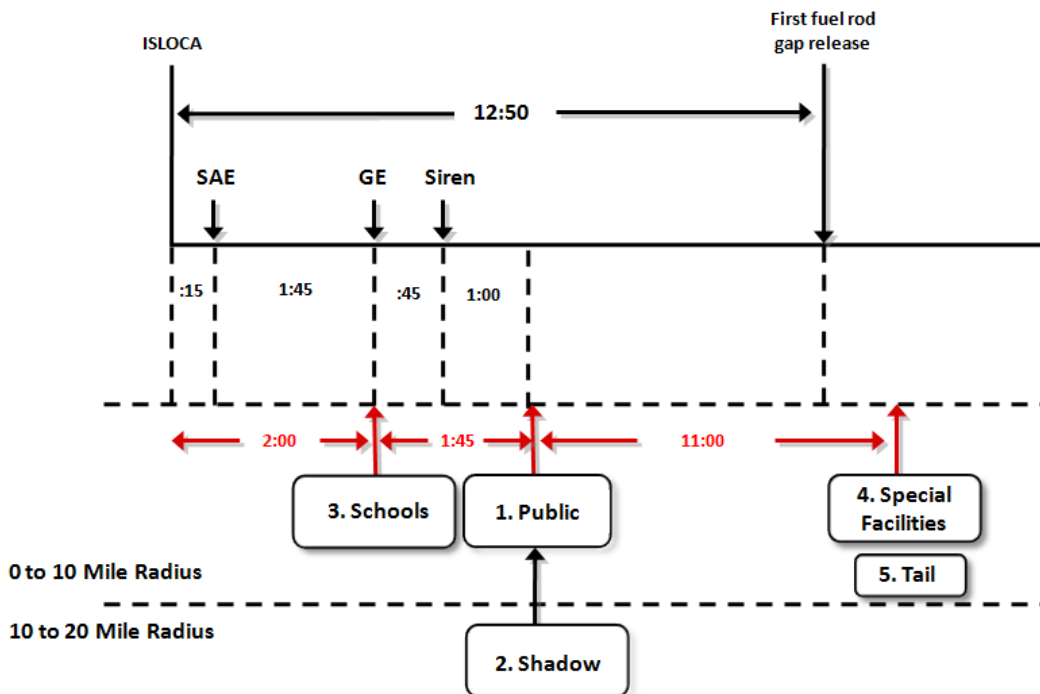 First fuel rod
gap release
ISLOCA
12:50
SAE
GE
Siren
:15
1:45
:45
1:00
2:00
1:45
11:00
3. Schools
1. Public
4. Special
Facilities
5. Tail
0 to 10 Mile Radius
10 to 20 Mile Radius
2. Shadow